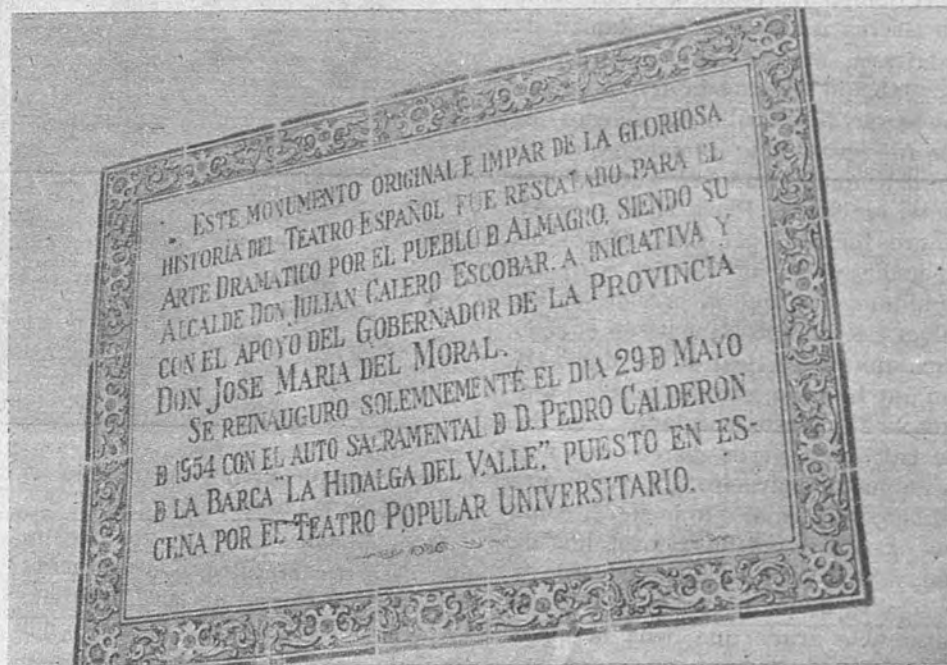 ESTE MONUMENTO ORIGINAL E IMPAR DE LA GLORIOSA
HISTORIA DEL TEATRO ESPAÑOL FUE RESCATADO PARA EL
ARTE DRAMATICO POR EL PUEBLO D ALMAGRO, SIENDO SU
ALCALDE DON JULIAN CALERO ESCOBAR. A INICIATIVA Y
CON EL APOYO DEL GOBERNADOR DE LA PROVINCIA
DON JOSE MARIA DEL MORAL.
SE REINAUGURO SOLEMNEMENTE EL DIA 29 D MAYO
D 1954 CON EL AUTO SACRAMENTAL D D. PEDRO CALDERON
D LA BARCA "LA HIDALGA DEL VALLE", PUESTO EN ES-
CENA POR EL TEATRO POPULAR UNIVERSITARIO.